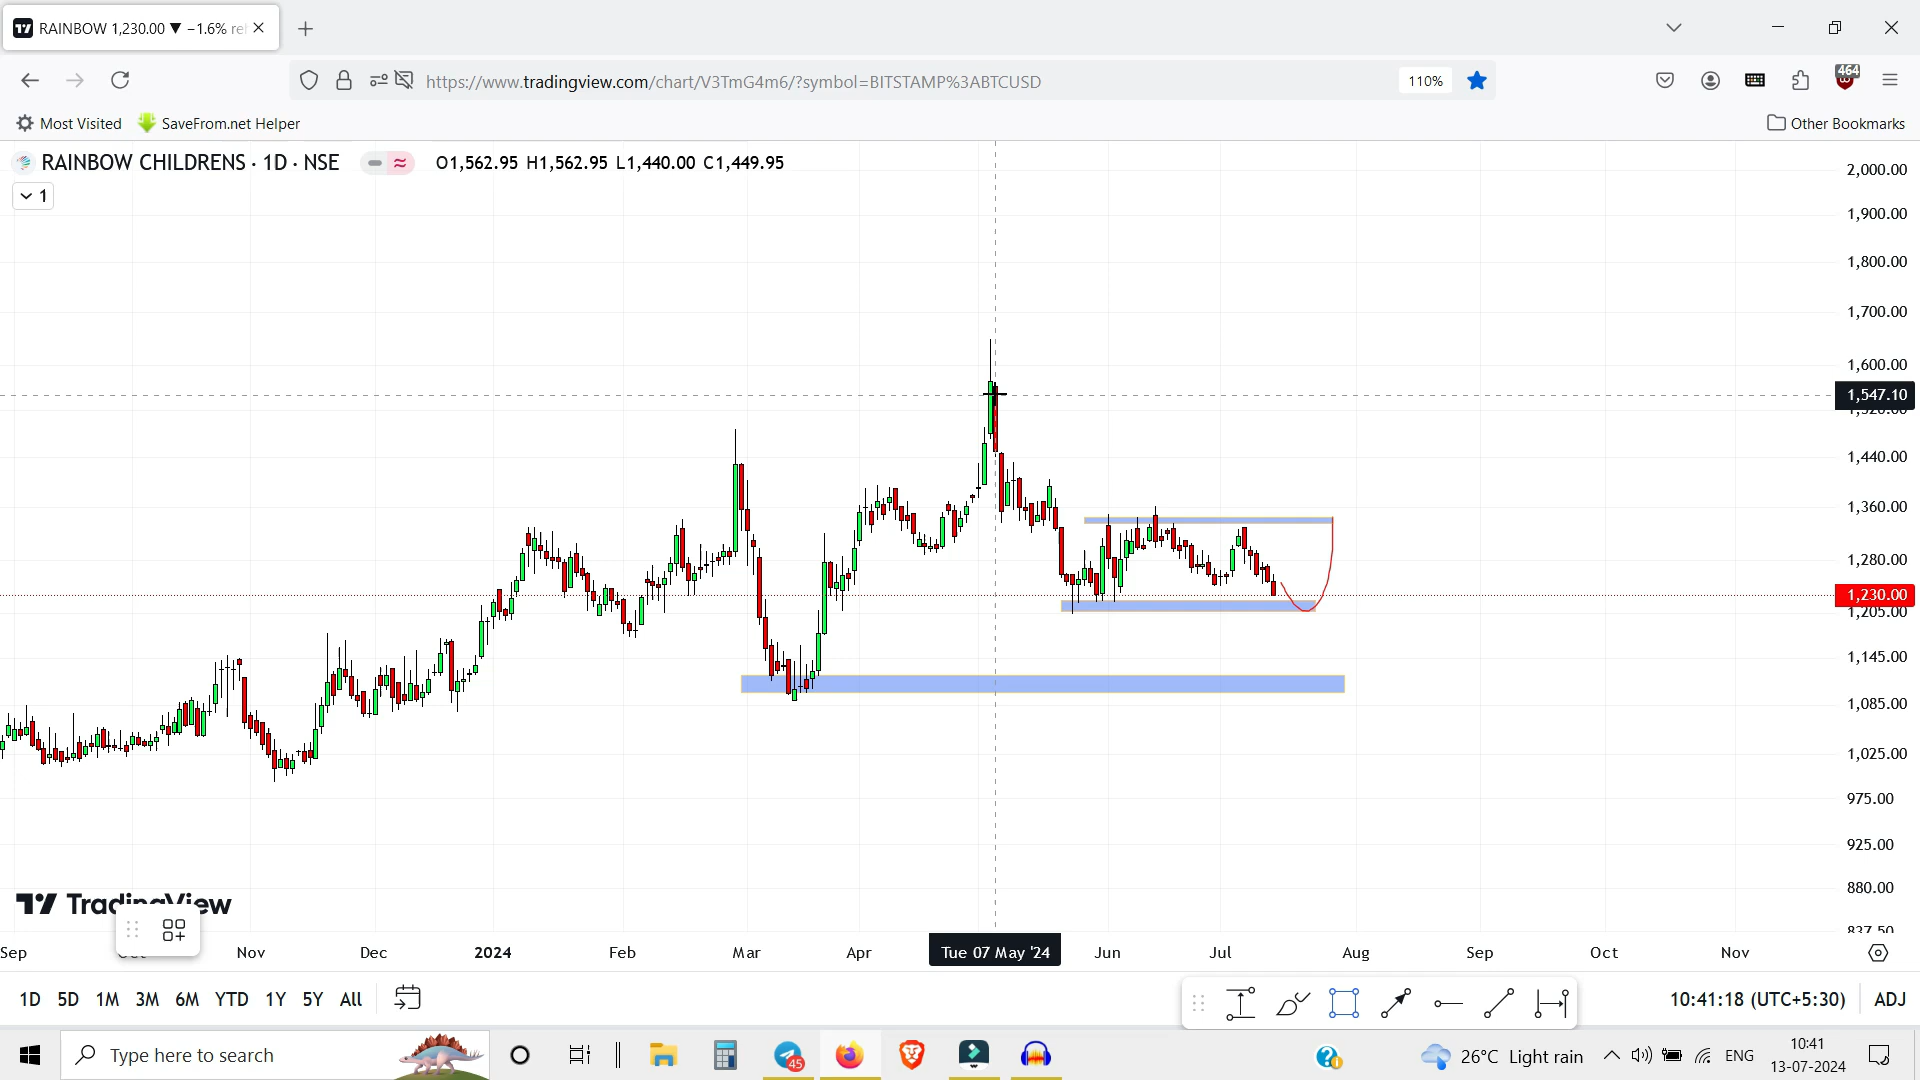 RAINBOW 1,230.00 ▼ −1.6%
https://www.tradingview.com/chart/V3TmG4m6/?symbol=BITSTAMP%3ABTCUSD
110%
464
Most Visited
SaveFrom.net Helper
Other Bookmarks
RAINBOW CHILDRENS · 1D · NSE
O1,562.95 H1,562.95 L1,440.00 C1,449.95
1
2,000.00
1,900.00
1,800.00
1,700.00
1,600.00
1,547.10
1,440.00
1,360.00
1,280.00
1,230.00
1,205.00
1,145.00
1,085.00
1,025.00
975.00
925.00
880.00
837.50
TradingView
Sep
Nov
Dec
2024
Feb
Mar
Apr
Tue 07 May '24
Jun
Jul
Aug
Sep
Oct
Nov
1D 5D 1M 3M 6M YTD 1Y 5Y All
10:41:18 (UTC+5:30)
ADJ
Type here to search
45
26°C Light rain
ENG
10:41
13-07-2024